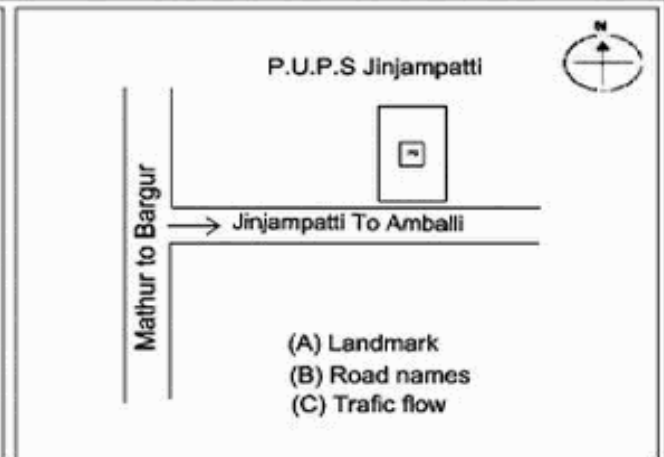 N
P.U.P.S Jinjampatti
Mathur to Bargur
Jinjampatti To Amballi
(A) Landmark
(B) Road names
(C) Trafic flow